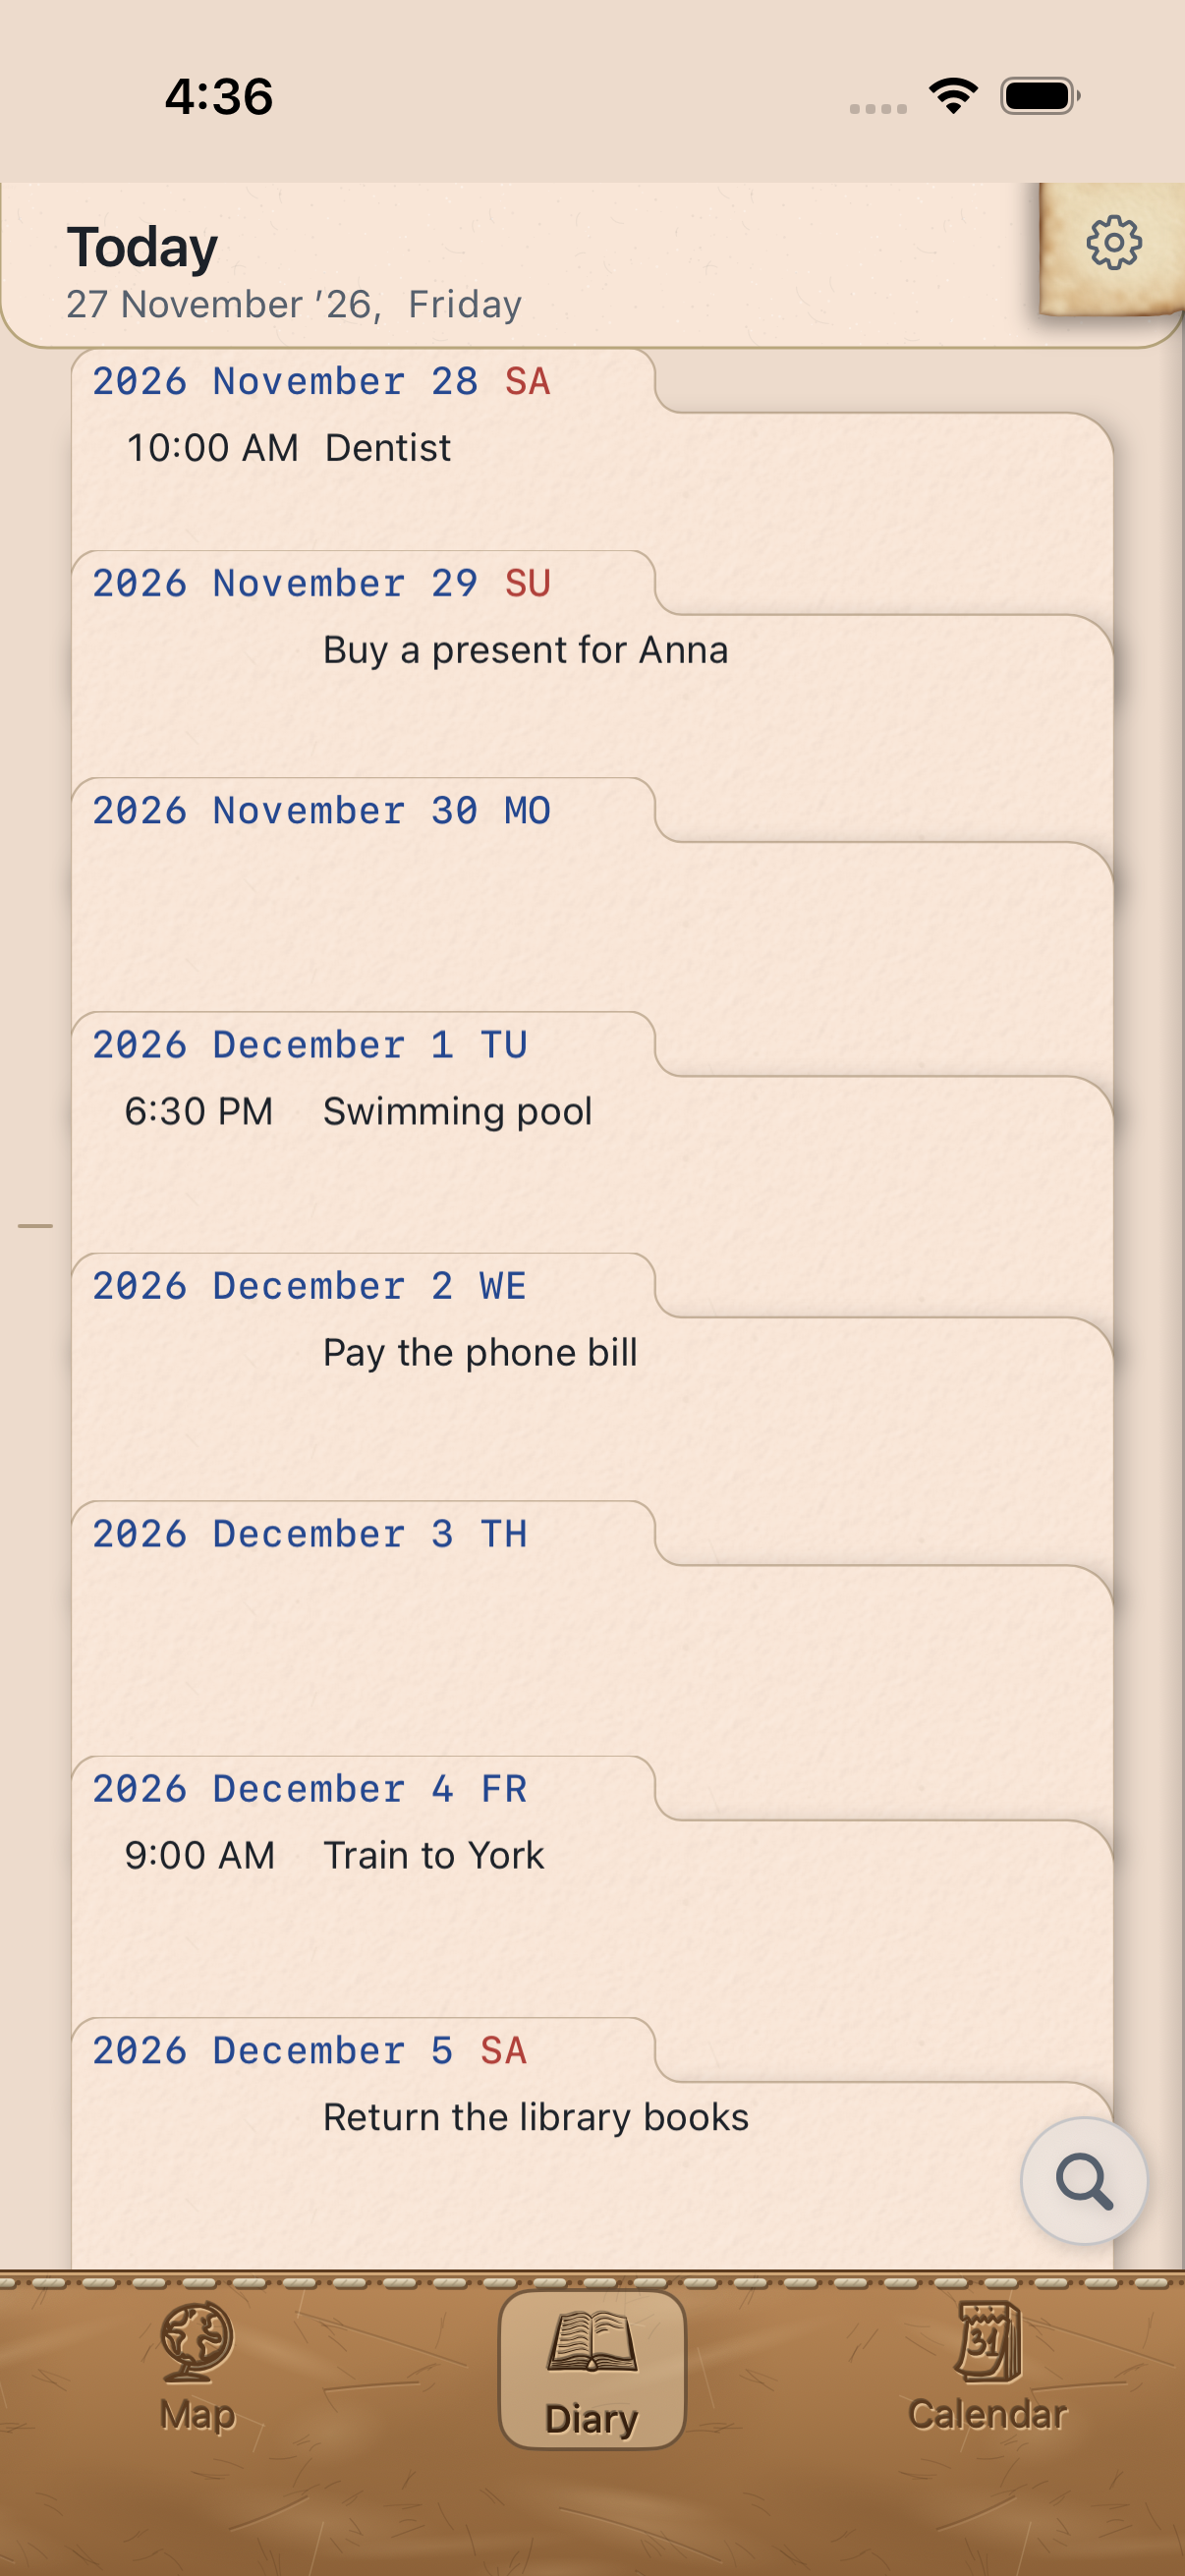 4:36
Today
27 November ’26, Friday
2026 November 28 SA
10:00 AM Dentist
2026 November 29 SU
Buy a present for Anna
2026 November 30 MO
2026 December 1 TU
6:30 PM Swimming pool
2026 December 2 WE
Pay the phone bill
2026 December 3 TH
2026 December 4 FR
9:00 AM Train to York
2026 December 5 SA
Return the library books
31
Map Diary Calendar